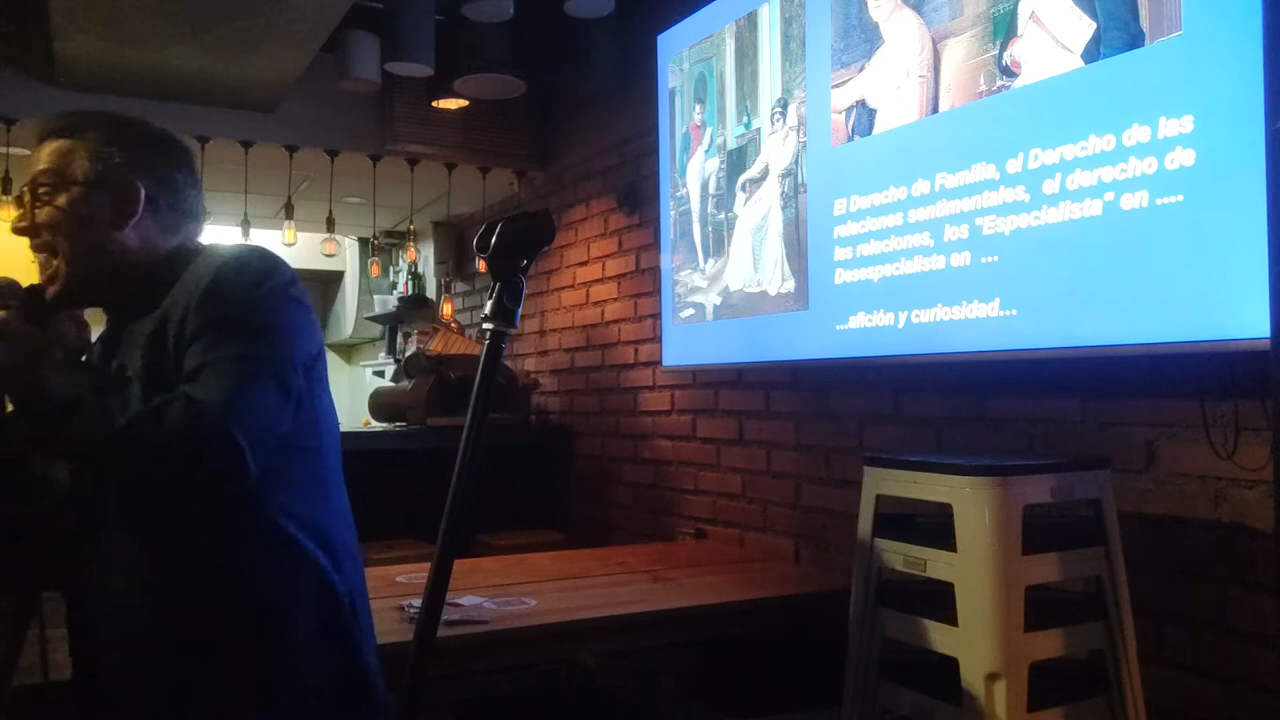 El Derecho de Familia, el Derecho de las
relaciones sentimentales, el derecho de
las relaciones, los "Especialista" en ....
Desespecialista en ...
...afición y curiosidad...